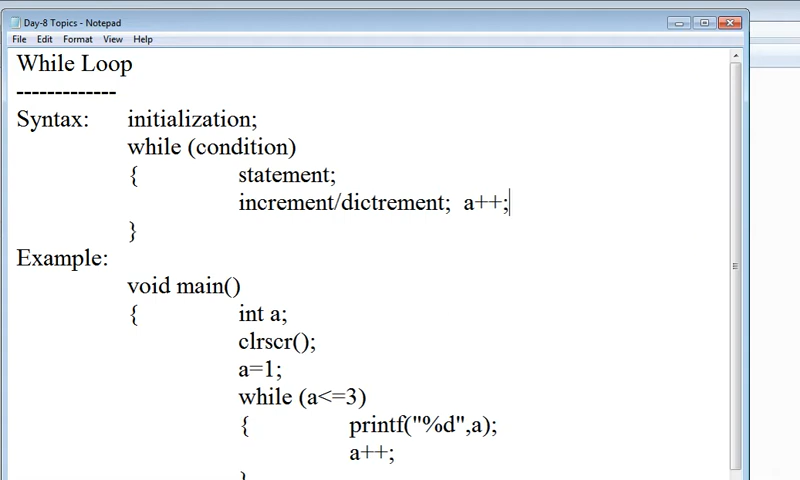 Day-8 Topics - Notepad
File Edit Format View Help
While Loop
-------------
Syntax: initialization;
while (condition)
{ statement;
increment/dictrement; a++;
}
Example:
void main()
{ int a;
clrscr();
a=1;
while (a<=3)
{ printf("%d",a);
a++;
}